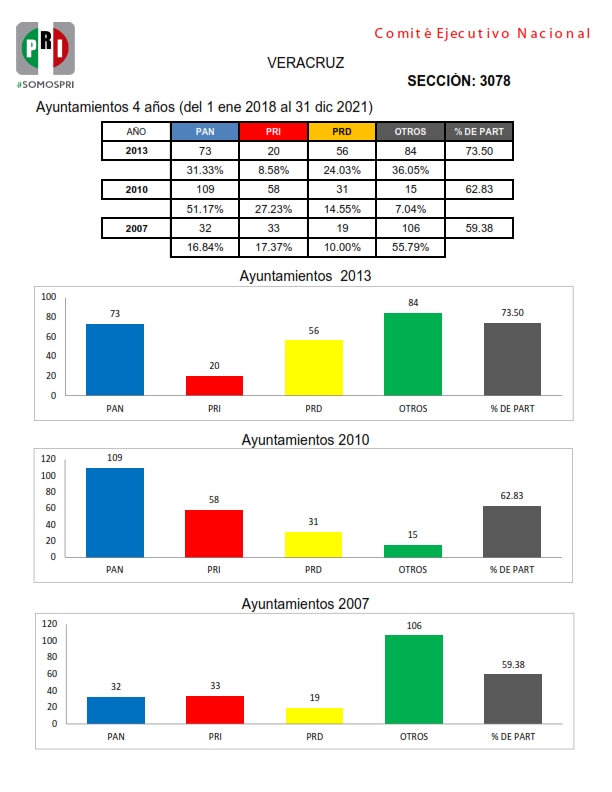 Comité Ejecutivo Nacional
PRI
#SOMOSPRI
VERACRUZ
SECCIÓN: 3078
Ayuntamientos 4 años (del 1 ene 2018 al 31 dic 2021)
AÑO PAN PRI PRD OTROS % DE PART
2013 73 20 56 84 73.50
31.33% 8.58% 24.03% 36.05%
2010 109 58 31 15 62.83
51.17% 27.23% 14.55% 7.04%
2007 32 33 19 106 59.38
16.84% 17.37% 10.00% 55.79%
Ayuntamientos 2013
100
80
60
40
20
0
73 20 56 84 73.50
PAN PRI PRD OTROS % DE PART
Ayuntamientos 2010
120
100
80
60
40
20
0
109 58 31 15 62.83
PAN PRI PRD OTROS % DE PART
Ayuntamientos 2007
120
100
80
60
40
20
0
32 33 19 106 59.38
PAN PRI PRD OTROS % DE PART